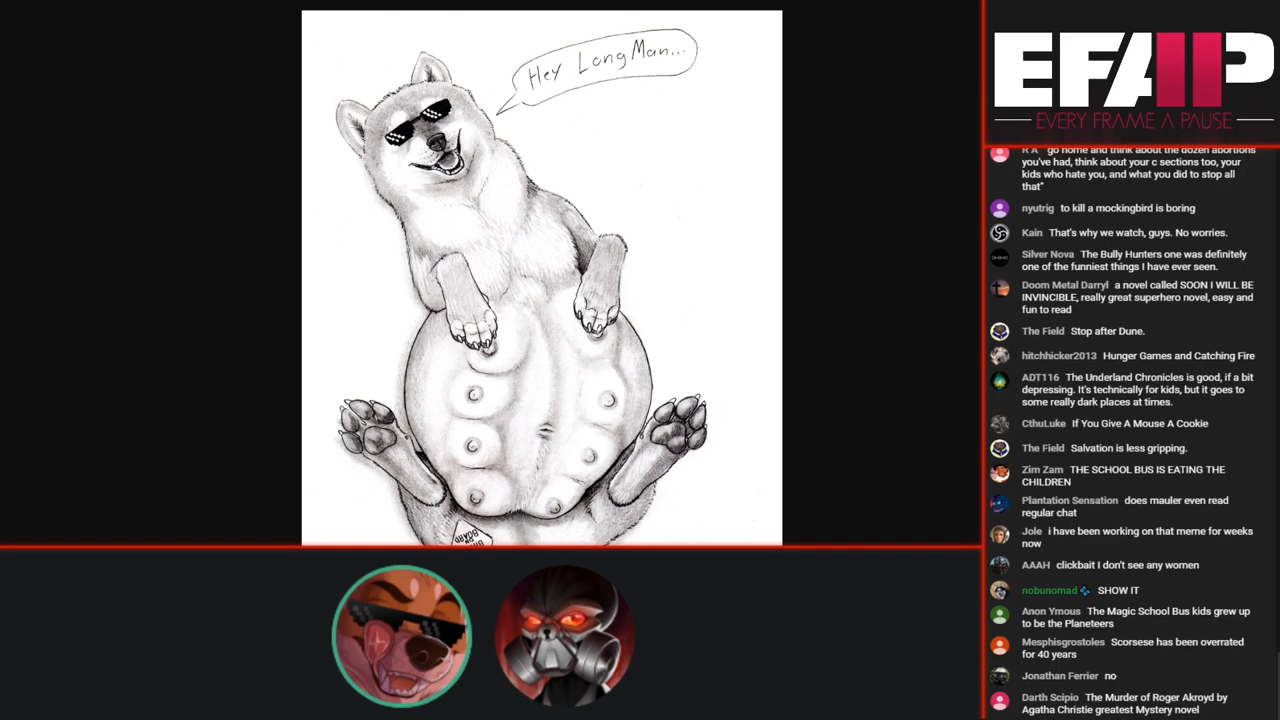 Hey LongMan...
BOARD
EFAP
EVERY FRAME A PAUSE
R A go home and think about the dozen abortions
you've had, think about your c sections too, your
kids who hate you, and what you did to stop all
that"
nyutrig to kill a mockingbird is boring
Kain That's why we watch, guys. No worries.
Silver Nova The Bully Hunters one was definitely
one of the funniest things I have ever seen.
Doom Metal Darryl a novel called SOON I WILL BE
INVINCIBLE, really great superhero novel, easy and
fun to read
The Field Stop after Dune.
hitchhicker2013 Hunger Games and Catching Fire
ADT116 The Underland Chronicles is good, if a bit
depressing. It's technically for kids, but it goes to
some really dark places at times.
CthuLuke If You Give A Mouse A Cookie
The Field Salvation is less gripping.
Zim Zam THE SCHOOL BUS IS EATING THE
CHILDREN
Plantation Sensation does mauler even read
regular chat
Jole i have been working on that meme for weeks
now
AAAH clickbait I don't see any women
nobunomad SHOW IT
Anon Ymous The Magic School Bus kids grew up
to be the Planeteers
Mesphisgrostoles Scorsese has been overrated
for 40 years
Jonathan Ferrier no
Darth Scipio The Murder of Roger Akroyd by
Agatha Christie greatest Mystery novel